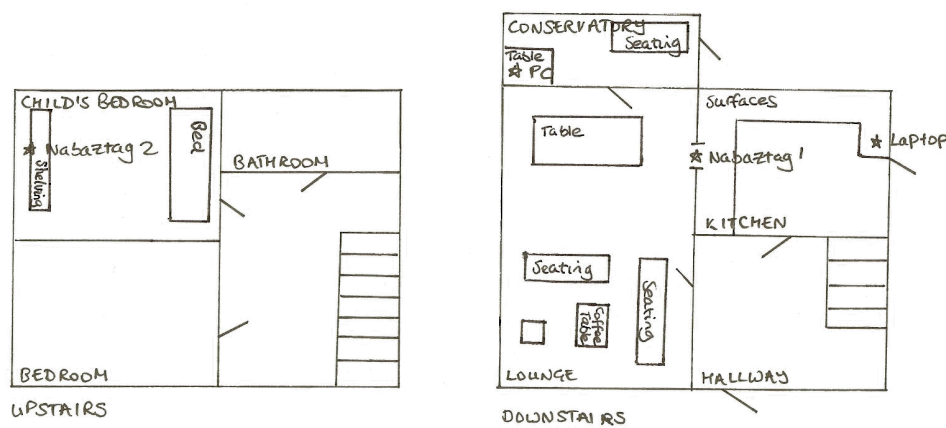 CHILD'S BEDROOM
Bed
Nabaztag 2
Shelving
BATHROOM
BEDROOM
UPSTAIRS
CONSERVATORY
Seating
Table
PC
Surfaces
Table
Nabaztag 1
Laptop
KITCHEN
Seating
Seating
Coffee
Table
LOUNGE
HALLWAY
DOWNSTAIRS